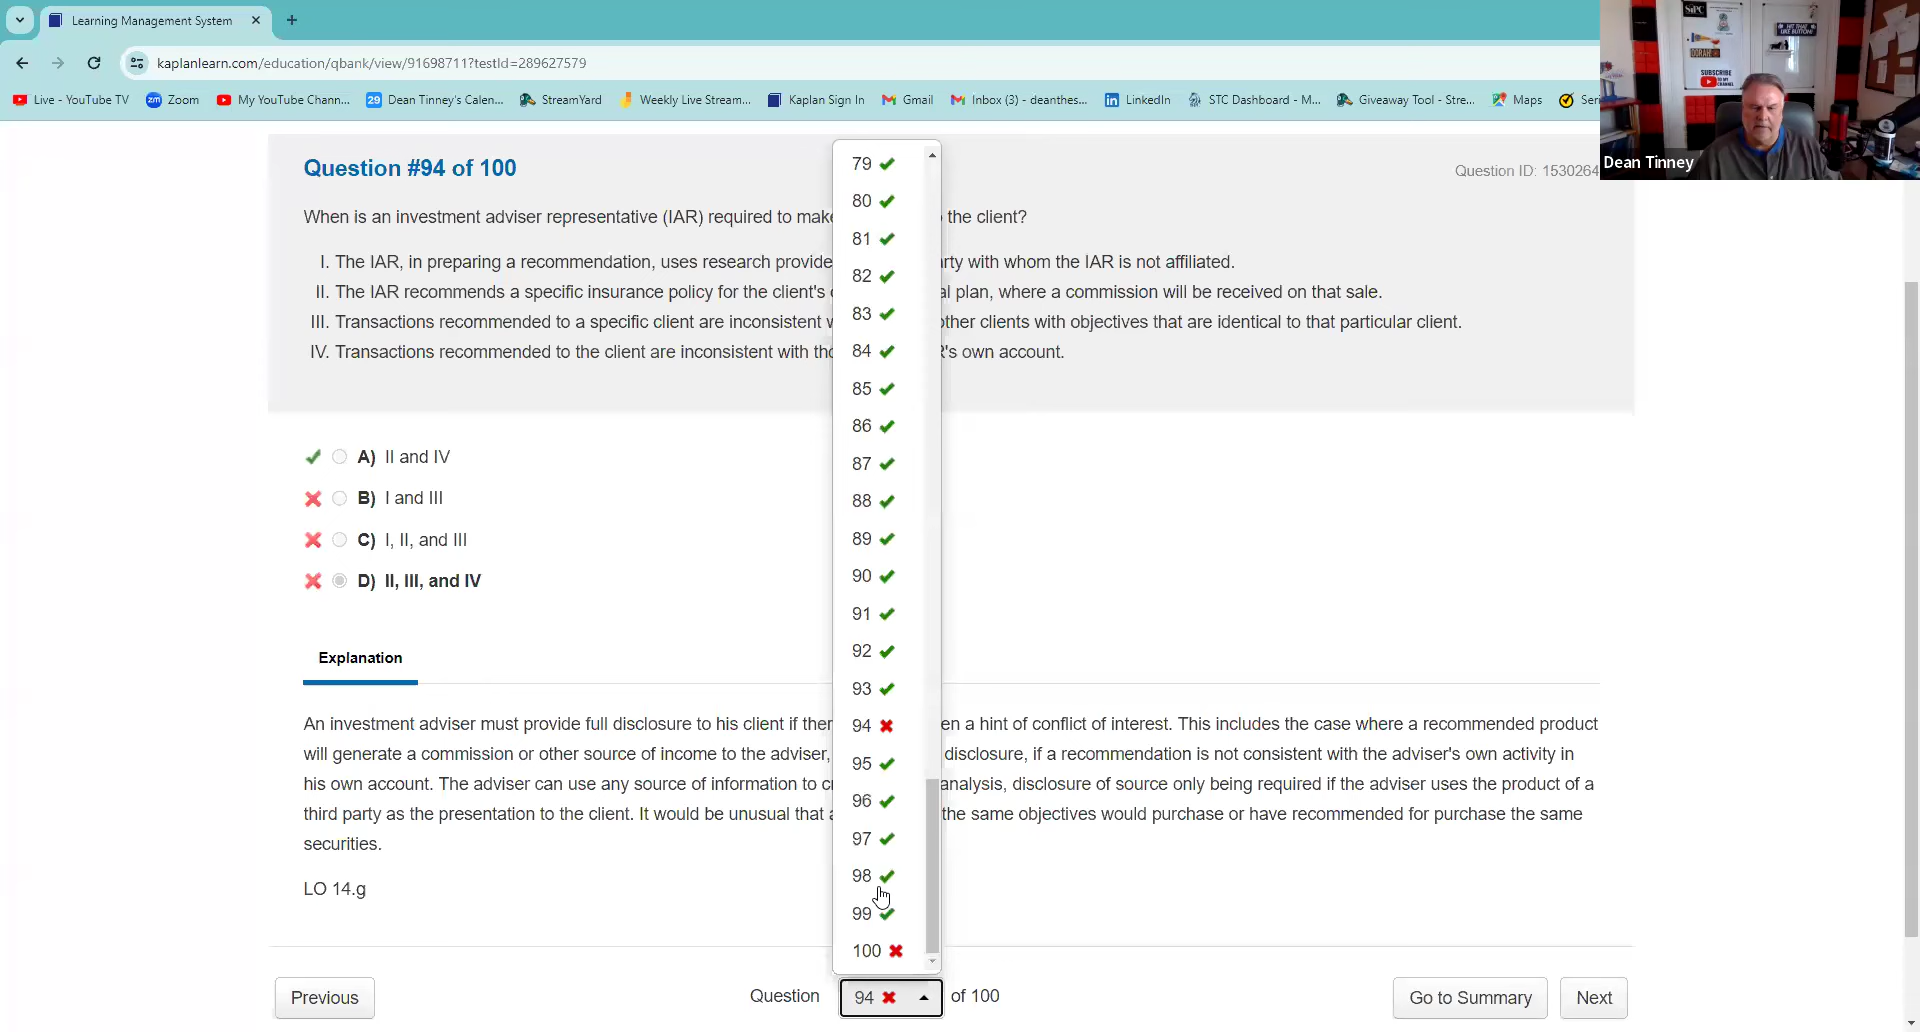 Learning Management System
kaplanlearn.com/education/qbank/view/91698711?testId=289627579
Live - YouTube TV
Zoom
My YouTube Chann...
Dean Tinney's Calen...
StreamYard
Weekly Live Stream...
Kaplan Sign In
Gmail
Inbox (3) - deanthes...
LinkedIn
STC Dashboard - M...
Giveaway Tool - Stre...
Maps
SIPC
HIT THAT
LIKE BUTTON!
SUBSCRIBE
Dean Tinney
Question #94 of 100
Question ID: 1530264
When is an investment adviser representative (IAR) required to make the client?
I. The IAR, in preparing a recommendation, uses research with whom the IAR is not affiliated.
II. The IAR recommends a specific insurance policy for the client's plan, where a commission will be received on that sale.
III. Transactions recommended to a specific client are inconsistent other clients with objectives that are identical to that particular client.
IV. Transactions recommended to the client are inconsistent with own account.
A) II and IV
B) I and III
C) I, II, and III
D) II, III, and IV
Explanation
An investment adviser must provide full disclosure to his client if a hint of conflict of interest. This includes the case where a recommended product
will generate a commission or other source of income to the adviser, disclosure, if a recommendation is not consistent with the adviser's own activity in
his own account. The adviser can use any source of information to analysis, disclosure of source only being required if the adviser uses the product of a
third party as the presentation to the client. It would be unusual that the same objectives would purchase or have recommended for purchase the same
securities.
LO 14.g
79
80
81
82
83
84
85
86
87
88
89
90
91
92
93
94
95
96
97
98
99
100
Previous
Question
94
of 100
Go to Summary
Next